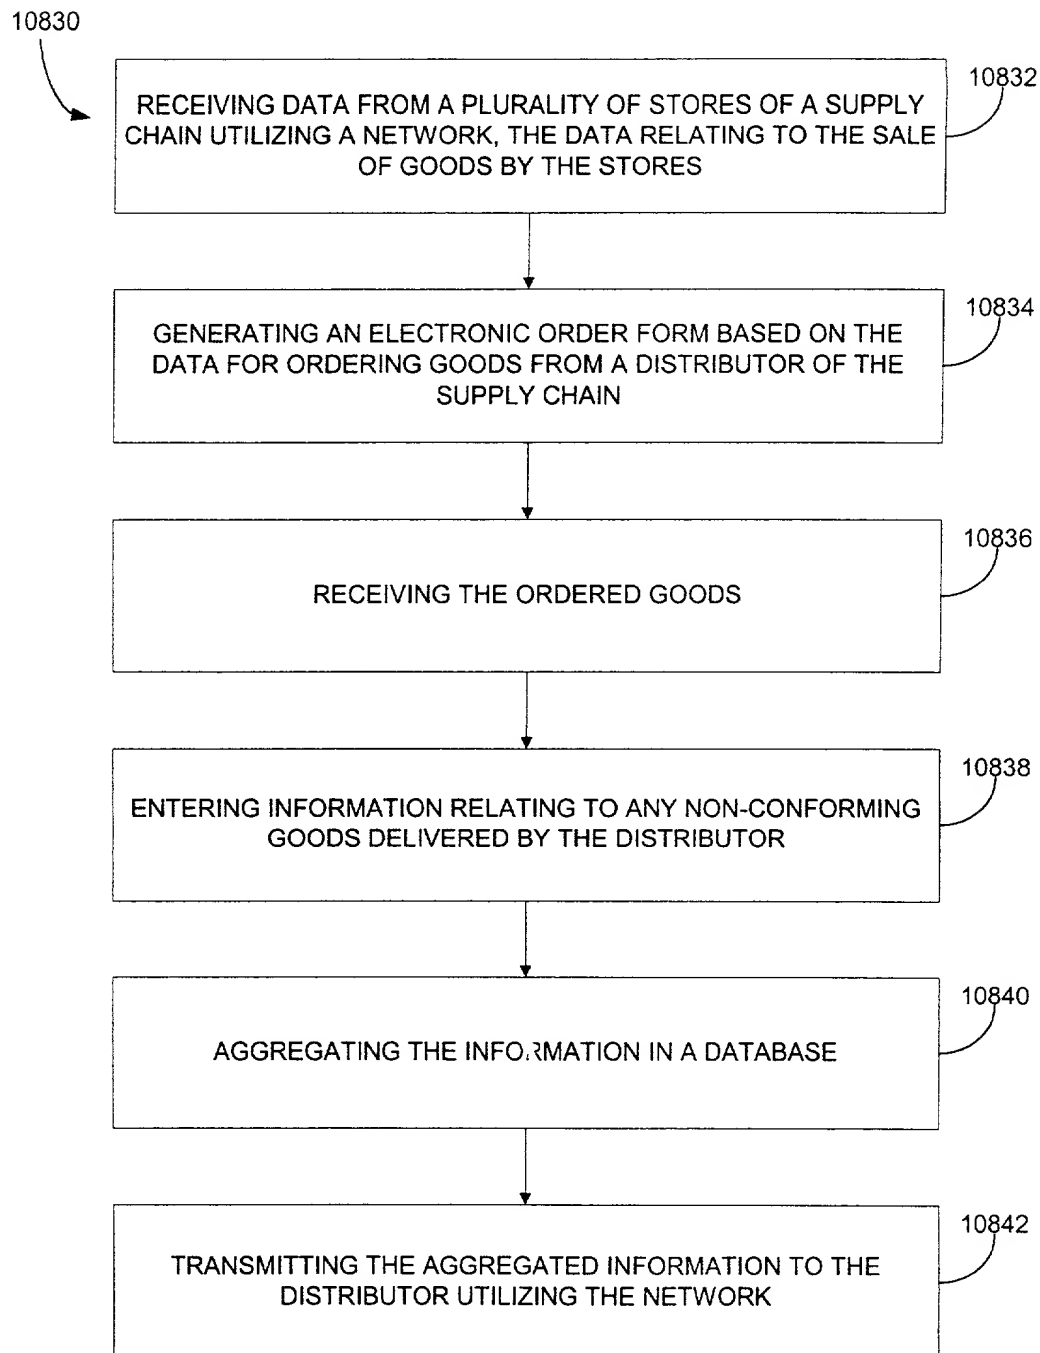 10830
10832
RECEIVING DATA FROM A PLURALITY OF STORES OF A SUPPLY
CHAIN UTILIZING A NETWORK, THE DATA RELATING TO THE SALE
OF GOODS BY THE STORES
10834
GENERATING AN ELECTRONIC ORDER FORM BASED ON THE
DATA FOR ORDERING GOODS FROM A DISTRIBUTOR OF THE
SUPPLY CHAIN
10836
RECEIVING THE ORDERED GOODS
10838
ENTERING INFORMATION RELATING TO ANY NON-CONFORMING
GOODS DELIVERED BY THE DISTRIBUTOR
10840
AGGREGATING THE INFORMATION IN A DATABASE
10842
TRANSMITTING THE AGGREGATED INFORMATION TO THE
DISTRIBUTOR UTILIZING THE NETWORK